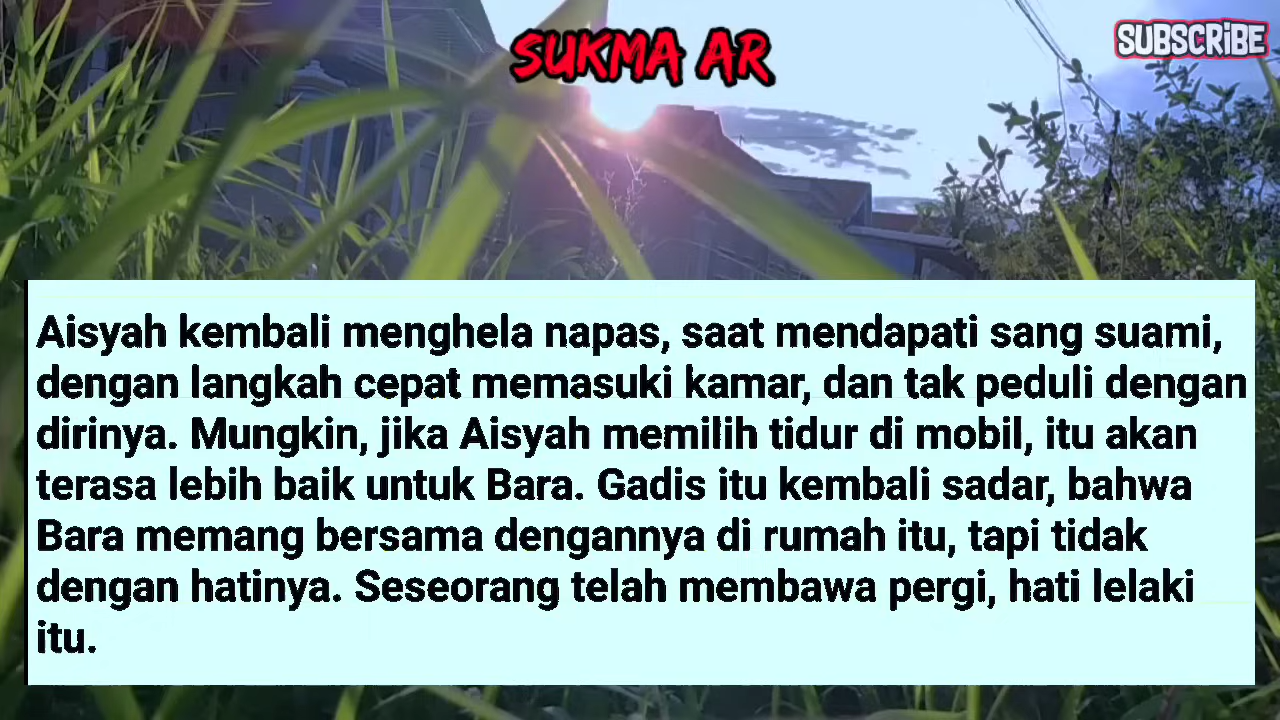 SUKMA AR
SUBSCRIBE
Aisyah kembali menghela napas, saat mendapati sang suami,
dengan langkah cepat memasuki kamar, dan tak peduli dengan
dirinya. Mungkin, jika Aisyah memilih tidur di mobil, itu akan
terasa lebih baik untuk Bara. Gadis itu kembali sadar, bahwa
Bara memang bersama dengannya di rumah itu, tapi tidak
dengan hatinya. Seseorang telah membawa pergi, hati lelaki
itu.